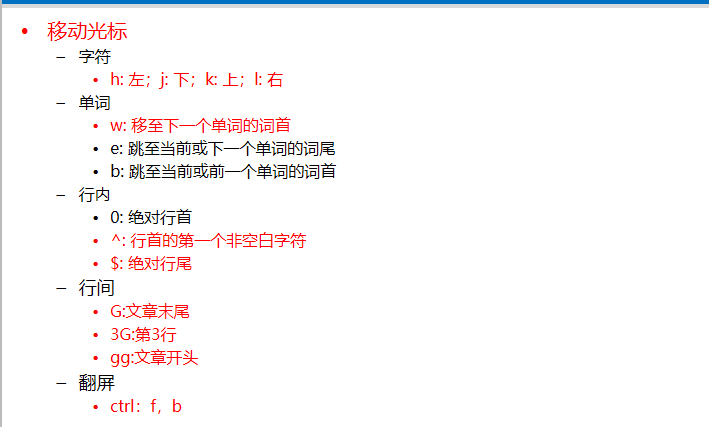 • 移动光标
– 字符
• h: 左；j: 下；k: 上；l: 右
– 单词
• w: 移至下一个单词的词首
• e: 跳至当前或下一个单词的词尾
• b: 跳至当前或前一个单词的词首
– 行内
• 0: 绝对行首
• ^: 行首的第一个非空白字符
• $: 绝对行尾
– 行间
• G:文章末尾
• 3G:第3行
• gg:文章开头
– 翻屏
• ctrl：f，b